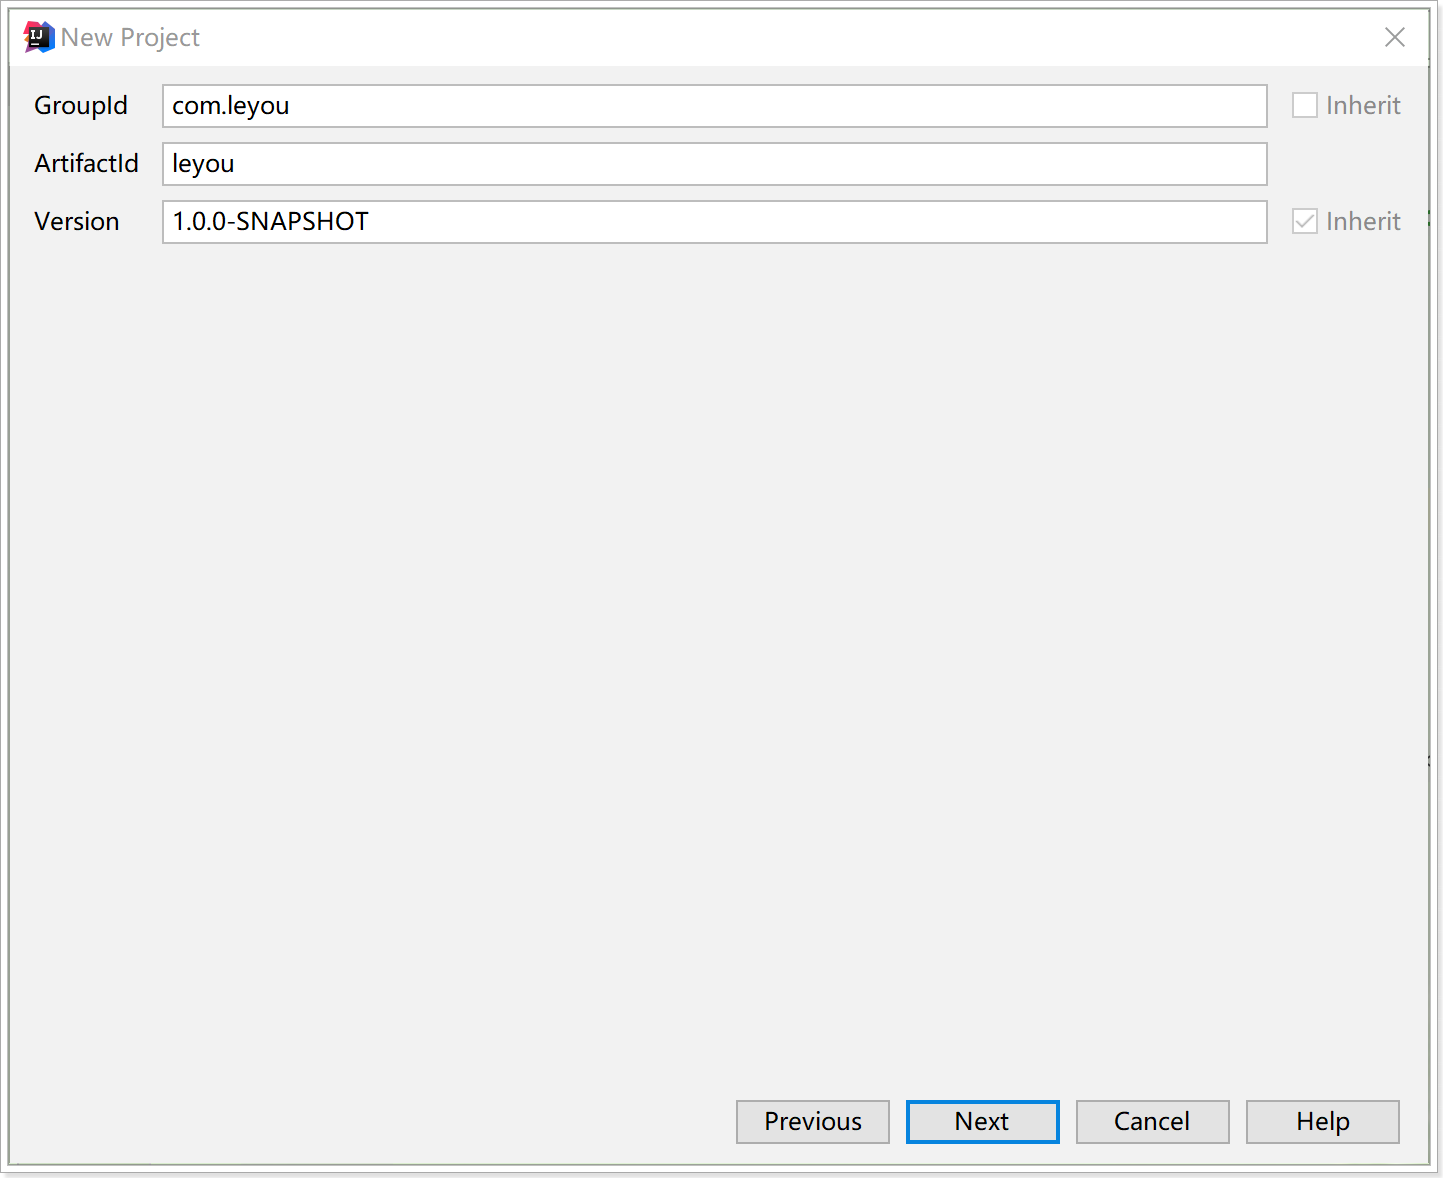 IJ New Project
GroupId com.leyou Inherit
ArtifactId leyou
Version 1.0.0-SNAPSHOT Inherit
Previous Next Cancel Help